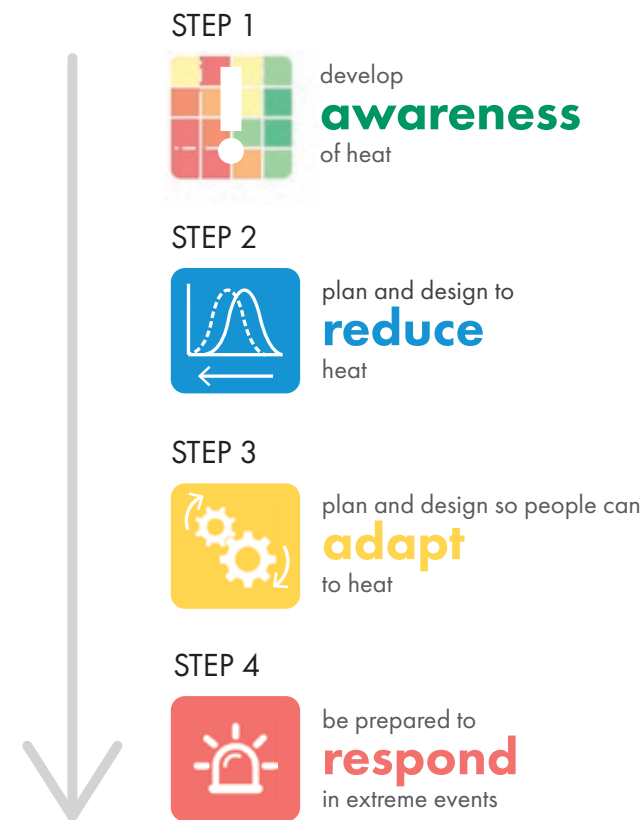 STEP 1
develop
awareness
of heat
STEP 2
plan and design to
reduce
heat
STEP 3
plan and design so people can
adapt
to heat
STEP 4
be prepared to
respond
in extreme events